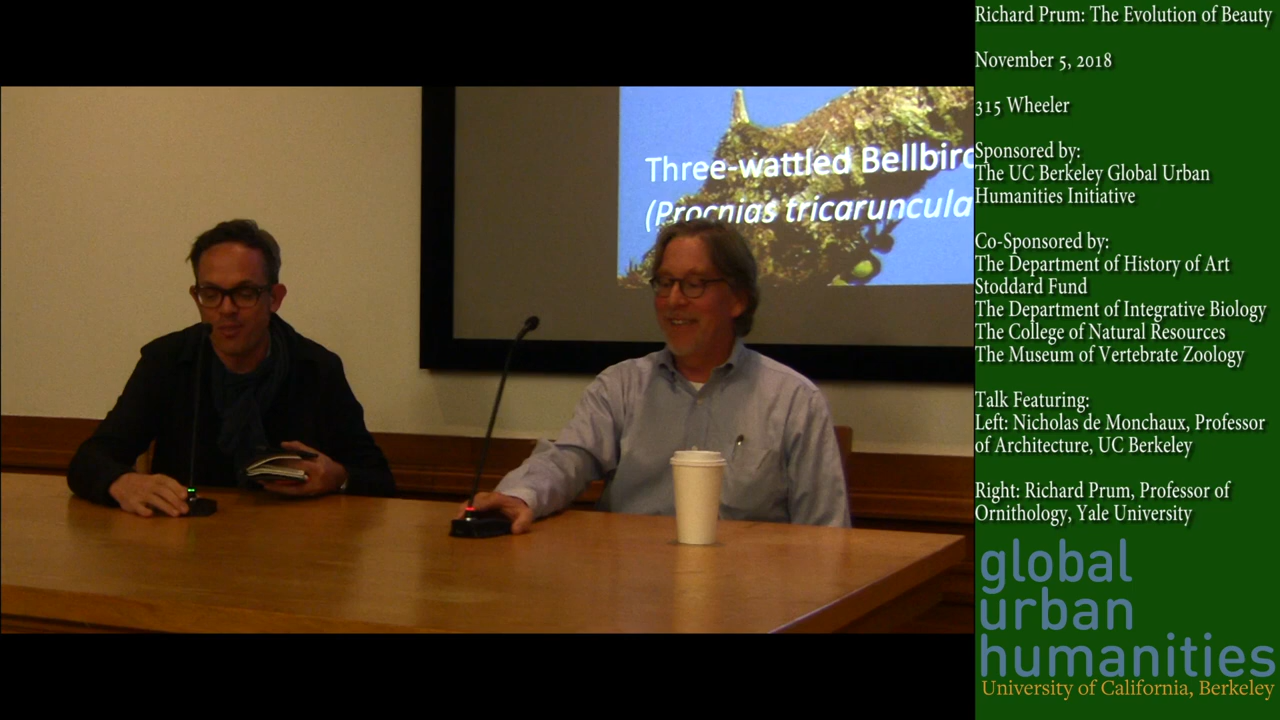 Three-wattled Bellbird
(Procnias tricaruncula
Richard Prum: The Evolution of Beauty
November 5, 2018
315 Wheeler
Sponsored by:
The UC Berkeley Global Urban
Humanities Initiative
Co-Sponsored by:
The Department of History of Art
Stoddard Fund
The Department of Integrative Biology
The College of Natural Resources
The Museum of Vertebrate Zoology
Talk Featuring:
Left: Nicholas de Monchaux, Professor
of Architecture, UC Berkeley
Right: Richard Prum, Professor of
Ornithology, Yale University
global
urban
humanities
University of California, Berkeley